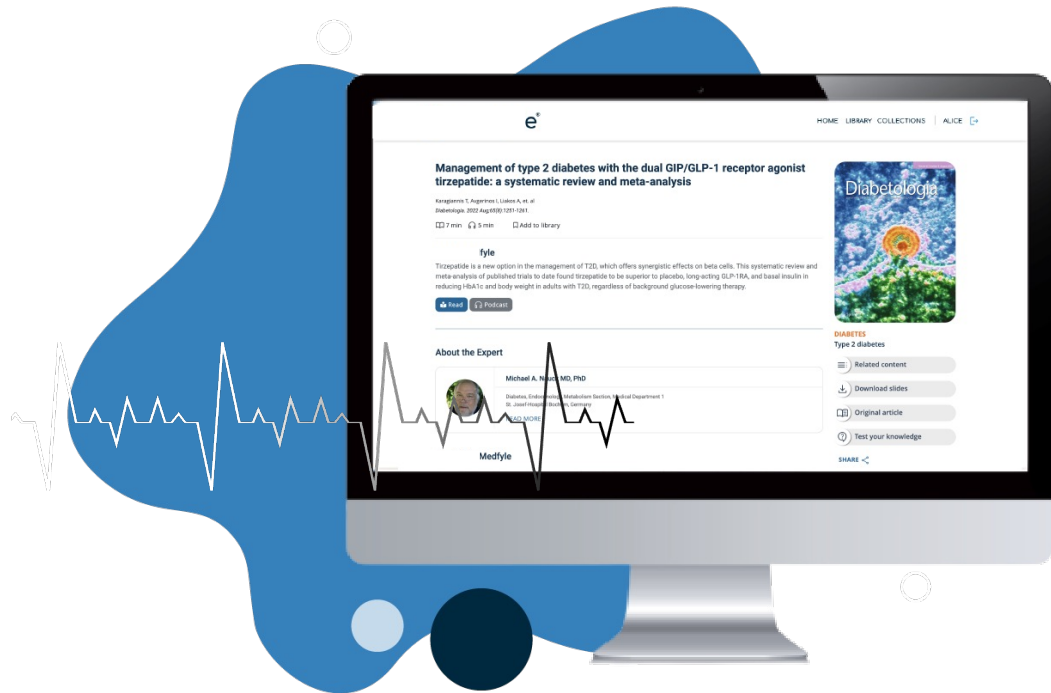 e®
HOME LIBRARY COLLECTIONS ALICE
Management of type 2 diabetes with the dual GIP/GLP-1 receptor agonist
tirzepatide: a systematic review and meta-analysis
Karagiannis T, Avgerinos I, Liakos A, et. al
Diabetologia. 2022 Aug;65(8):1251-1261.
7 min 5 min Add to library
fyle
Tirzepatide is a new option in the management of T2D, which offers synergistic effects on beta cells. This systematic review and
meta-analysis of published trials to date found tirzepatide to be superior to placebo, long-acting GLP-1RA, and basal insulin in
reducing HbA1c and body weight in adults with T2D, regardless of background glucose-lowering therapy.
Read Podcast
About the Expert
Michael A. Nauck MD, PhD
Diabetes, Endocrinology, Metabolism Section, Medical Department 1
St. Josef-Hospital Bochum, Germany
READ MORE
Medfyle
Diabetologia
DIABETES
Type 2 diabetes
Related content
Download slides
Original article
Test your knowledge
SHARE